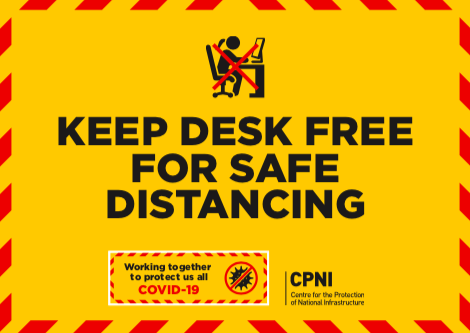 KEEP DESK FREE
FOR SAFE
DISTANCING
Working together
to protect us all
COVID-19
CPNI
Centre for the Protection
of National Infrastructure